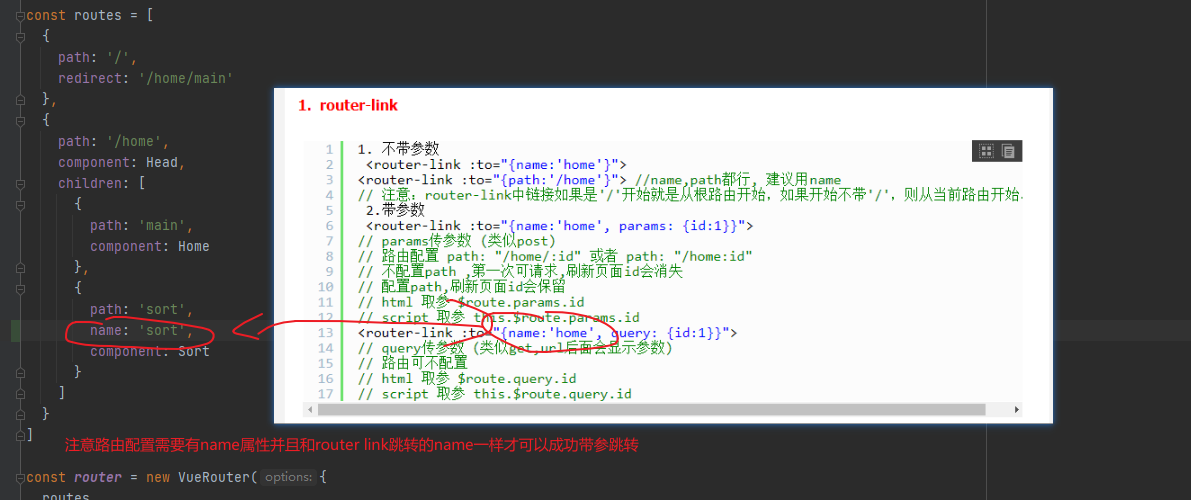 const routes = [
{
path: '/',
redirect: '/home/main'
},
{
path: '/home',
component: Head,
children: [
{
path: 'main',
component: Home
},
{
path: 'sort',
name: 'sort',
component: Sort
}
]
}
]
1. router-link
1 1. 不带参数
2 <router-link :to="{name:'home'}">
3 <router-link :to="{path:'/home'}"> //name,path都行, 建议用name
4 // 注意：router-link中链接如果是'/'开始就是从根路由开始，如果开始不带'/'，则从当前路由开始
5 2.带参数
6 <router-link :to="{name:'home', params: {id:1}}">
7 // params传参数 (类似post)
8 // 路由配置 path: "/home/:id" 或者 path: "/home:id"
9 // 不配置path ,第一次可请求,刷新页面id会消失
10 // 配置path,刷新页面id会保留
11 // html 取参 $route.params.id
12 // script 取参 this.$route.params.id
13 <router-link :to="{name:'home', query: {id:1}}">
14 // query传参数 (类似get,url后面会显示参数)
15 // 路由可不配置
16 // html 取参 $route.query.id
17 // script 取参 this.$route.query.id
注意路由配置需要有name属性并且和router link跳转的name一样才可以成功带参跳转
const router = new VueRouter( options: {
routes